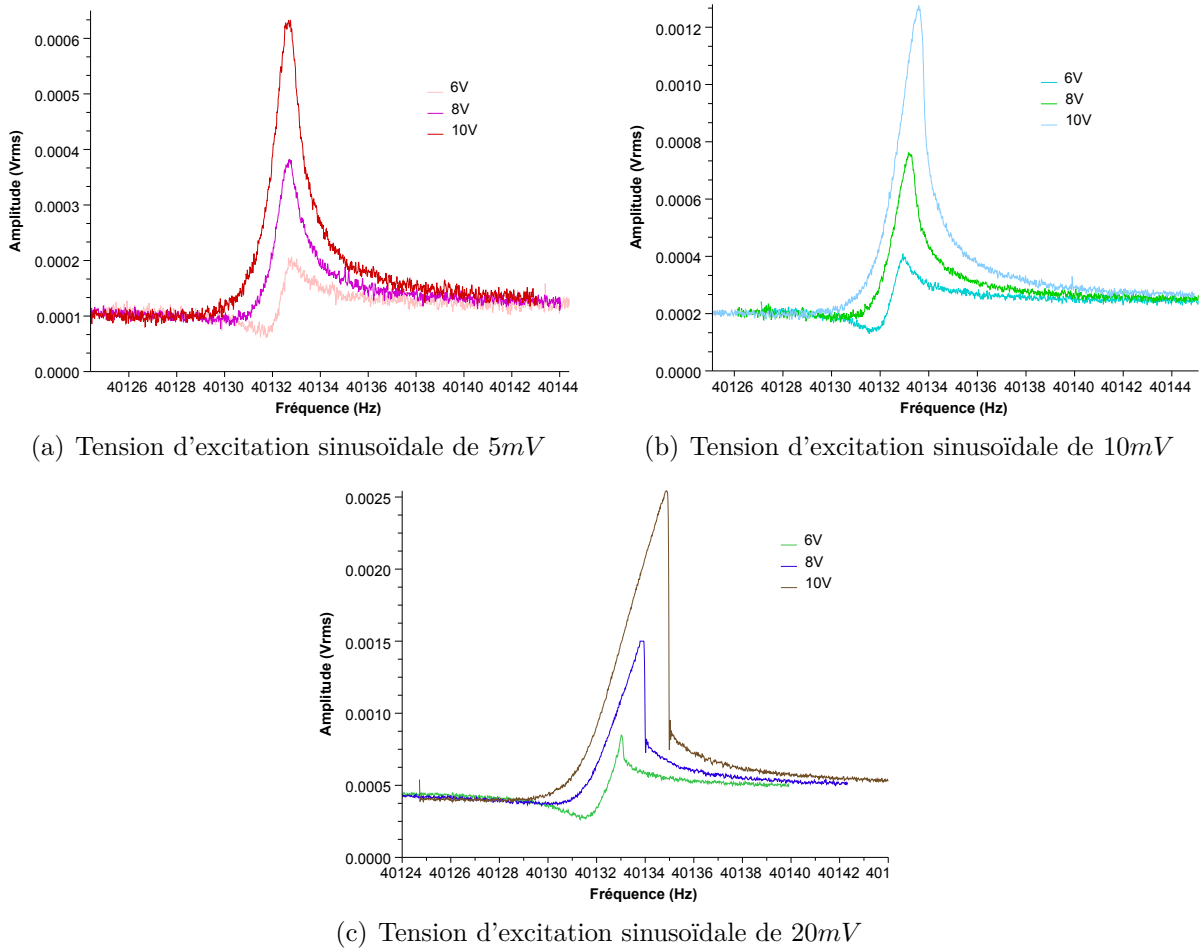 0.0006
0.0005
0.0004
0.0003
0.0002
0.0001
0.0000
Amplitude (Vrms)
6V
8V
10V
40126 40128 40130 40132 40134 40136 40138 40140 40142 40144
Fréquence (Hz)
(a) Tension d'excitation sinusoïdale de 5mV
0.0012
0.0010
0.0008
0.0006
0.0004
0.0002
0.0000
Amplitude (Vrms)
6V
8V
10V
40126 40128 40130 40132 40134 40136 40138 40140 40142 40144
Fréquence (Hz)
(b) Tension d'excitation sinusoïdale de 10mV
0.0025
0.0020
0.0015
0.0010
0.0005
0.0000
Amplitude (Vrms)
6V
8V
10V
40124 40126 40128 40130 40132 40134 40136 40138 40140 40142 401
Fréquence (Hz)
(c) Tension d'excitation sinusoïdale de 20mV